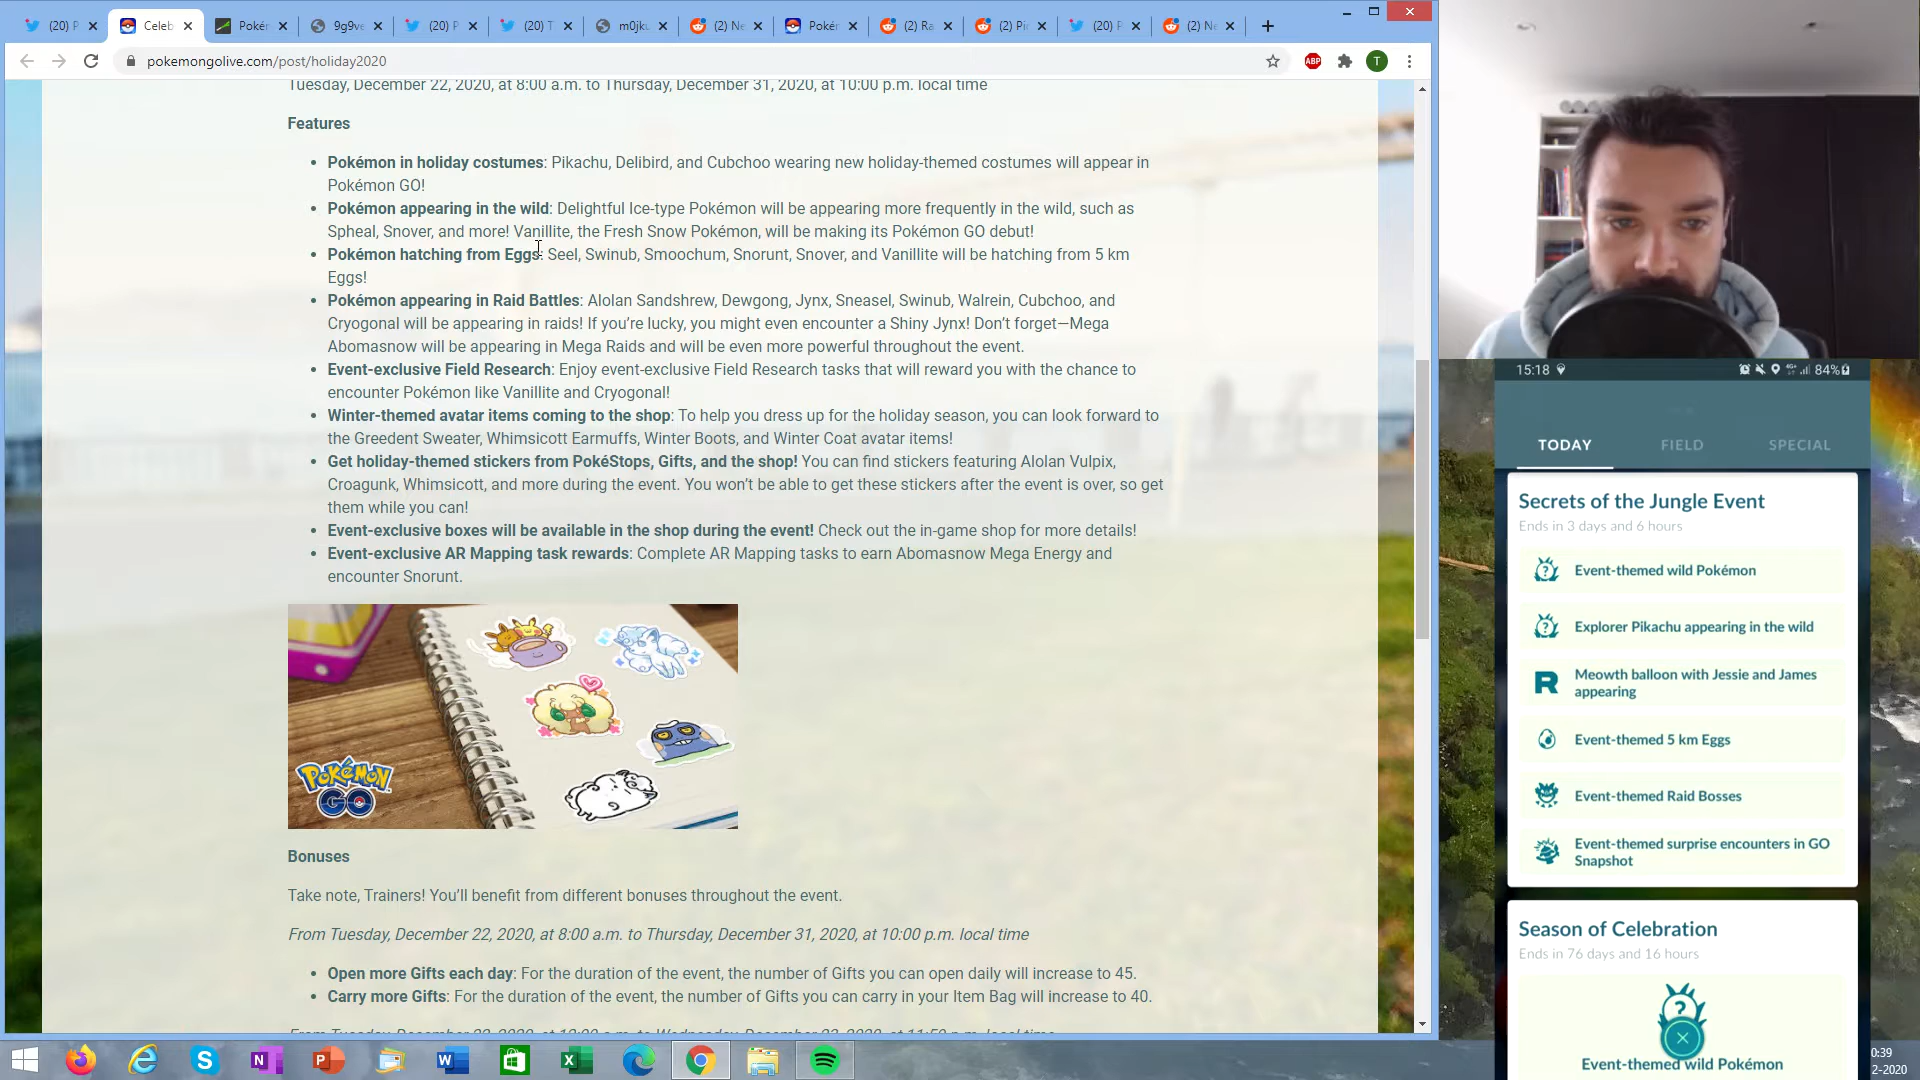 (20) P
Celeb
Pokér
9g9ve
(20) P
(20) T
m0jku
(2) Ne
Pokér
(2) Ra
(2) Pi
(20) P
(2) Ne
pokemongolive.com/post/holiday2020
ABP
T
Tuesday, December 22, 2020, at 8:00 a.m. to Thursday, December 31, 2020, at 10:00 p.m. local time
Features
• Pokémon in holiday costumes: Pikachu, Delibird, and Cubchoo wearing new holiday-themed costumes will appear in
Pokémon GO!
• Pokémon appearing in the wild: Delightful Ice-type Pokémon will be appearing more frequently in the wild, such as
Spheal, Snover, and more! Vanillite, the Fresh Snow Pokémon, will be making its Pokémon GO debut!
• Pokémon hatching from Eggs: Seel, Swinub, Smoochum, Snorunt, Snover, and Vanillite will be hatching from 5 km
Eggs!
• Pokémon appearing in Raid Battles: Alolan Sandshrew, Dewgong, Jynx, Sneasel, Swinub, Walrein, Cubchoo, and
Cryogonal will be appearing in raids! If you’re lucky, you might even encounter a Shiny Jynx! Don’t forget—Mega
Abomasnow will be appearing in Mega Raids and will be even more powerful throughout the event.
• Event-exclusive Field Research: Enjoy event-exclusive Field Research tasks that will reward you with the chance to
encounter Pokémon like Vanillite and Cryogonal!
• Winter-themed avatar items coming to the shop: To help you dress up for the holiday season, you can look forward to
the Greedent Sweater, Whimsicott Earmuffs, Winter Boots, and Winter Coat avatar items!
• Get holiday-themed stickers from PokéStops, Gifts, and the shop! You can find stickers featuring Alolan Vulpix,
Croagunk, Whimsicott, and more during the event. You won’t be able to get these stickers after the event is over, so get
them while you can!
• Event-exclusive boxes will be available in the shop during the event! Check out the in-game shop for more details!
• Event-exclusive AR Mapping task rewards: Complete AR Mapping tasks to earn Abomasnow Mega Energy and
encounter Snorunt.
POKéMON
GO
Bonuses
Take note, Trainers! You’ll benefit from different bonuses throughout the event.
From Tuesday, December 22, 2020, at 8:00 a.m. to Thursday, December 31, 2020, at 10:00 p.m. local time
• Open more Gifts each day: For the duration of the event, the number of Gifts you can open daily will increase to 45.
• Carry more Gifts: For the duration of the event, the number of Gifts you can carry in your Item Bag will increase to 40.
15:18
84%
TODAY
FIELD
SPECIAL
Secrets of the Jungle Event
Ends in 3 days and 6 hours
Event-themed wild Pokémon
Explorer Pikachu appearing in the wild
R
Meowth balloon with Jessie and James
appearing
Event-themed 5 km Eggs
Event-themed Raid Bosses
Event-themed surprise encounters in GO
Snapshot
Season of Celebration
Ends in 76 days and 16 hours
Event-themed wild Pokémon
0:39
2-2020